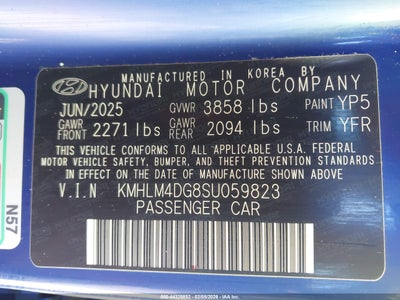 MANUFACTURED IN KOREA BY
HYUNDAI MOTOR COMPANY
JUN/2025 GVWR 3858 lbs PAINT YP5
GAWR FRONT 2271 lbs GAWR REAR 2094 lbs TRIM YFR
THIS VEHICLE CONFORMS TO ALL APPLICABLE U.S.A. FEDERAL
MOTOR VEHICLE SAFETY, BUMPER, AND THEFT PREVENTION STANDARDS
IN EFFECT ON THE DATE OF MANUFACTURE SHOWN ABOVE.
V.I.N KMHLM4DG8SU059823
PASSENGER CAR
N57